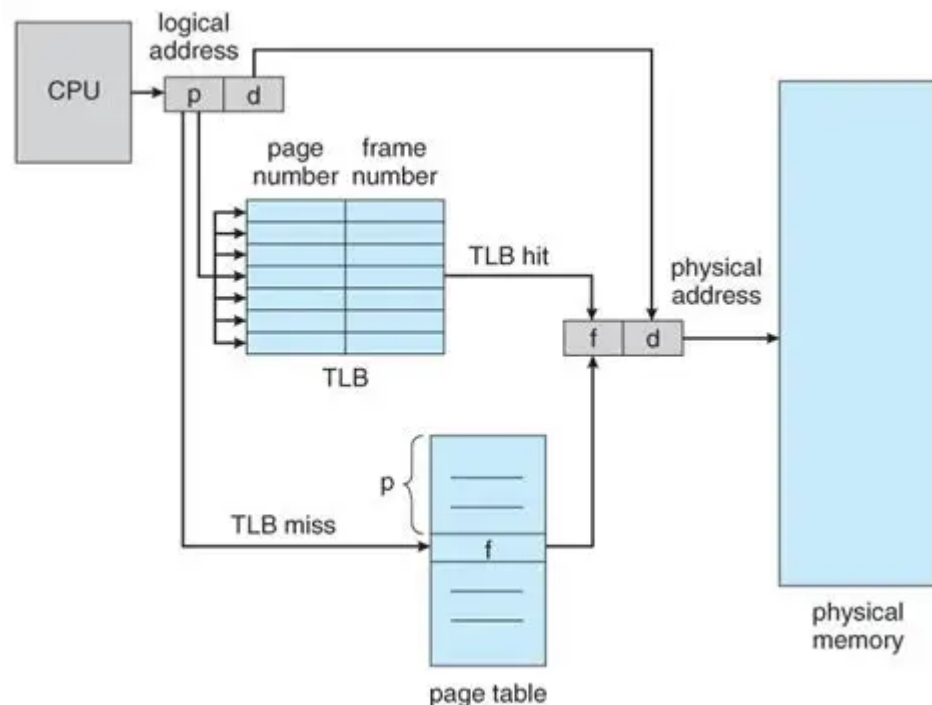 logical
address
CPU
p
d
page
number
frame
number
TLB hit
physical
address
f
d
TLB
p
TLB miss
f
physical
memory
page table